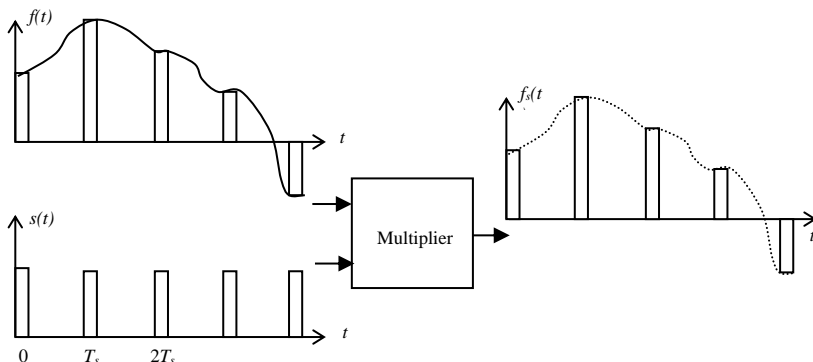 f(t)
t
s(t)
t
0 Tₛ 2Tₛ
Multiplier
fₛ(t
t